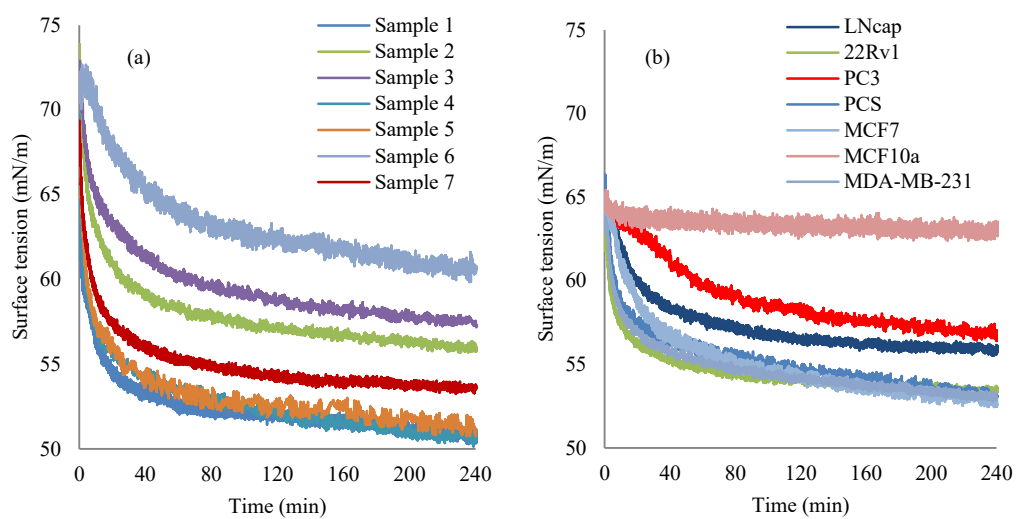 (a)
Sample 1
Sample 2
Sample 3
Sample 4
Sample 5
Sample 6
Sample 7
Surface tension (mN/m)
75
70
65
60
55
50
0 40 80 120 160 200 240
Time (min)
(b)
LNcap
22Rv1
PC3
PCS
MCF7
MCF10a
MDA-MB-231
Surface tension (mN/m)
75
70
65
60
55
50
0 40 80 120 160 200 240
Time (min)